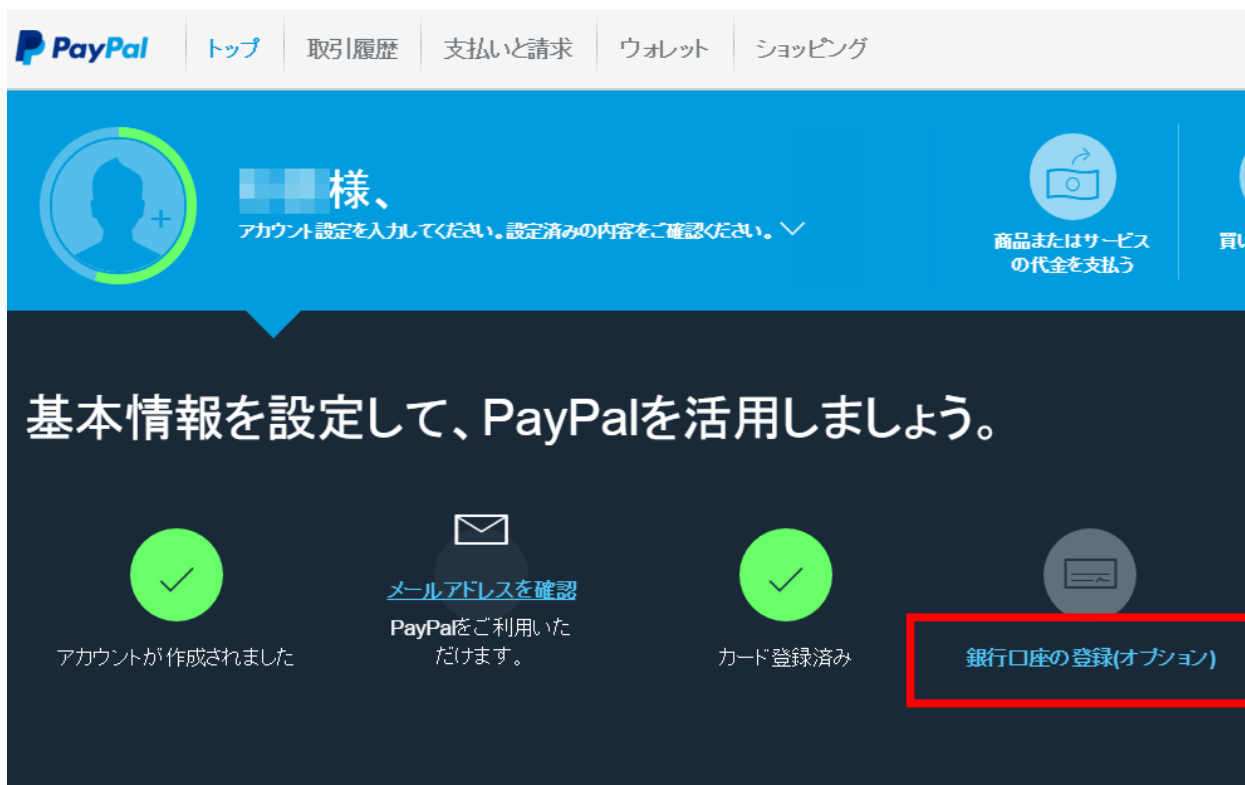 PayPal
トップ
取引履歴
支払いと請求
ウォレット
ショッピング
様、
アカウント設定を入力してください。設定済みの内容をご確認ください。
商品またはサービス
の代金を支払う
基本情報を設定して、PayPalを活用しましょう。
アカウントが作成されました
メールアドレスを確認
PayPalをご利用いた
だけます。
カード登録済み
銀行口座の登録(オプション)